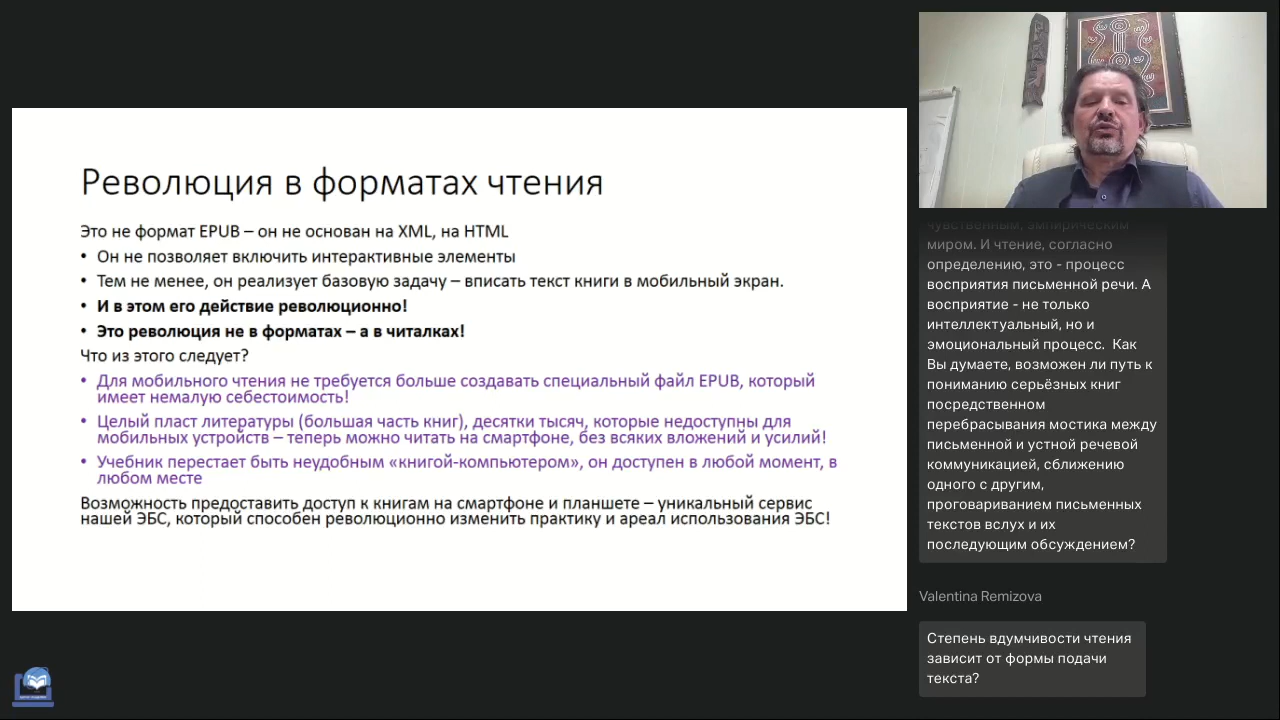 Революция в форматах чтения
Это не формат EPUB – он не основан на XML, на HTML
• Он не позволяет включить интерактивные элементы
• Тем не менее, он реализует базовую задачу – вписать текст книги в мобильный экран.
• И в этом его действие революционно!
• Это революция не в форматах – а в читалках!
Что из этого следует?
• Для мобильного чтения не требуется больше создавать специальный файл EPUB, который
имеет немалую себестоимость!
• Целый пласт литературы (большая часть книг), десятки тысяч, которые недоступны для
мобильных устройств – теперь можно читать на смартфоне, без всяких вложений и усилий!
• Учебник перестает быть неудобным «книгой-компьютером», он доступен в любой момент, в
любом месте
Возможность предоставить доступ к книгам на смартфоне и планшете – уникальный сервис
нашей ЭБС, который способен революционно изменить практику и ареал использования ЭБС!
чувственным, эмпирическим
миром. И чтение, согласно
определению, это - процесс
восприятия письменной речи. А
восприятие - не только
интеллектуальный, но и
эмоциональный процесс.  Как
Вы думаете, возможен ли путь к
пониманию серьёзных книг
посредственном
перебрасывания мостика между
письменной и устной речевой
коммуникацией, сближению
одного с другим,
проговариванием письменных
текстов вслух и их
последующим обсуждением?
Valentina Remizova
Степень вдумчивости чтения
зависит от формы подачи
текста?